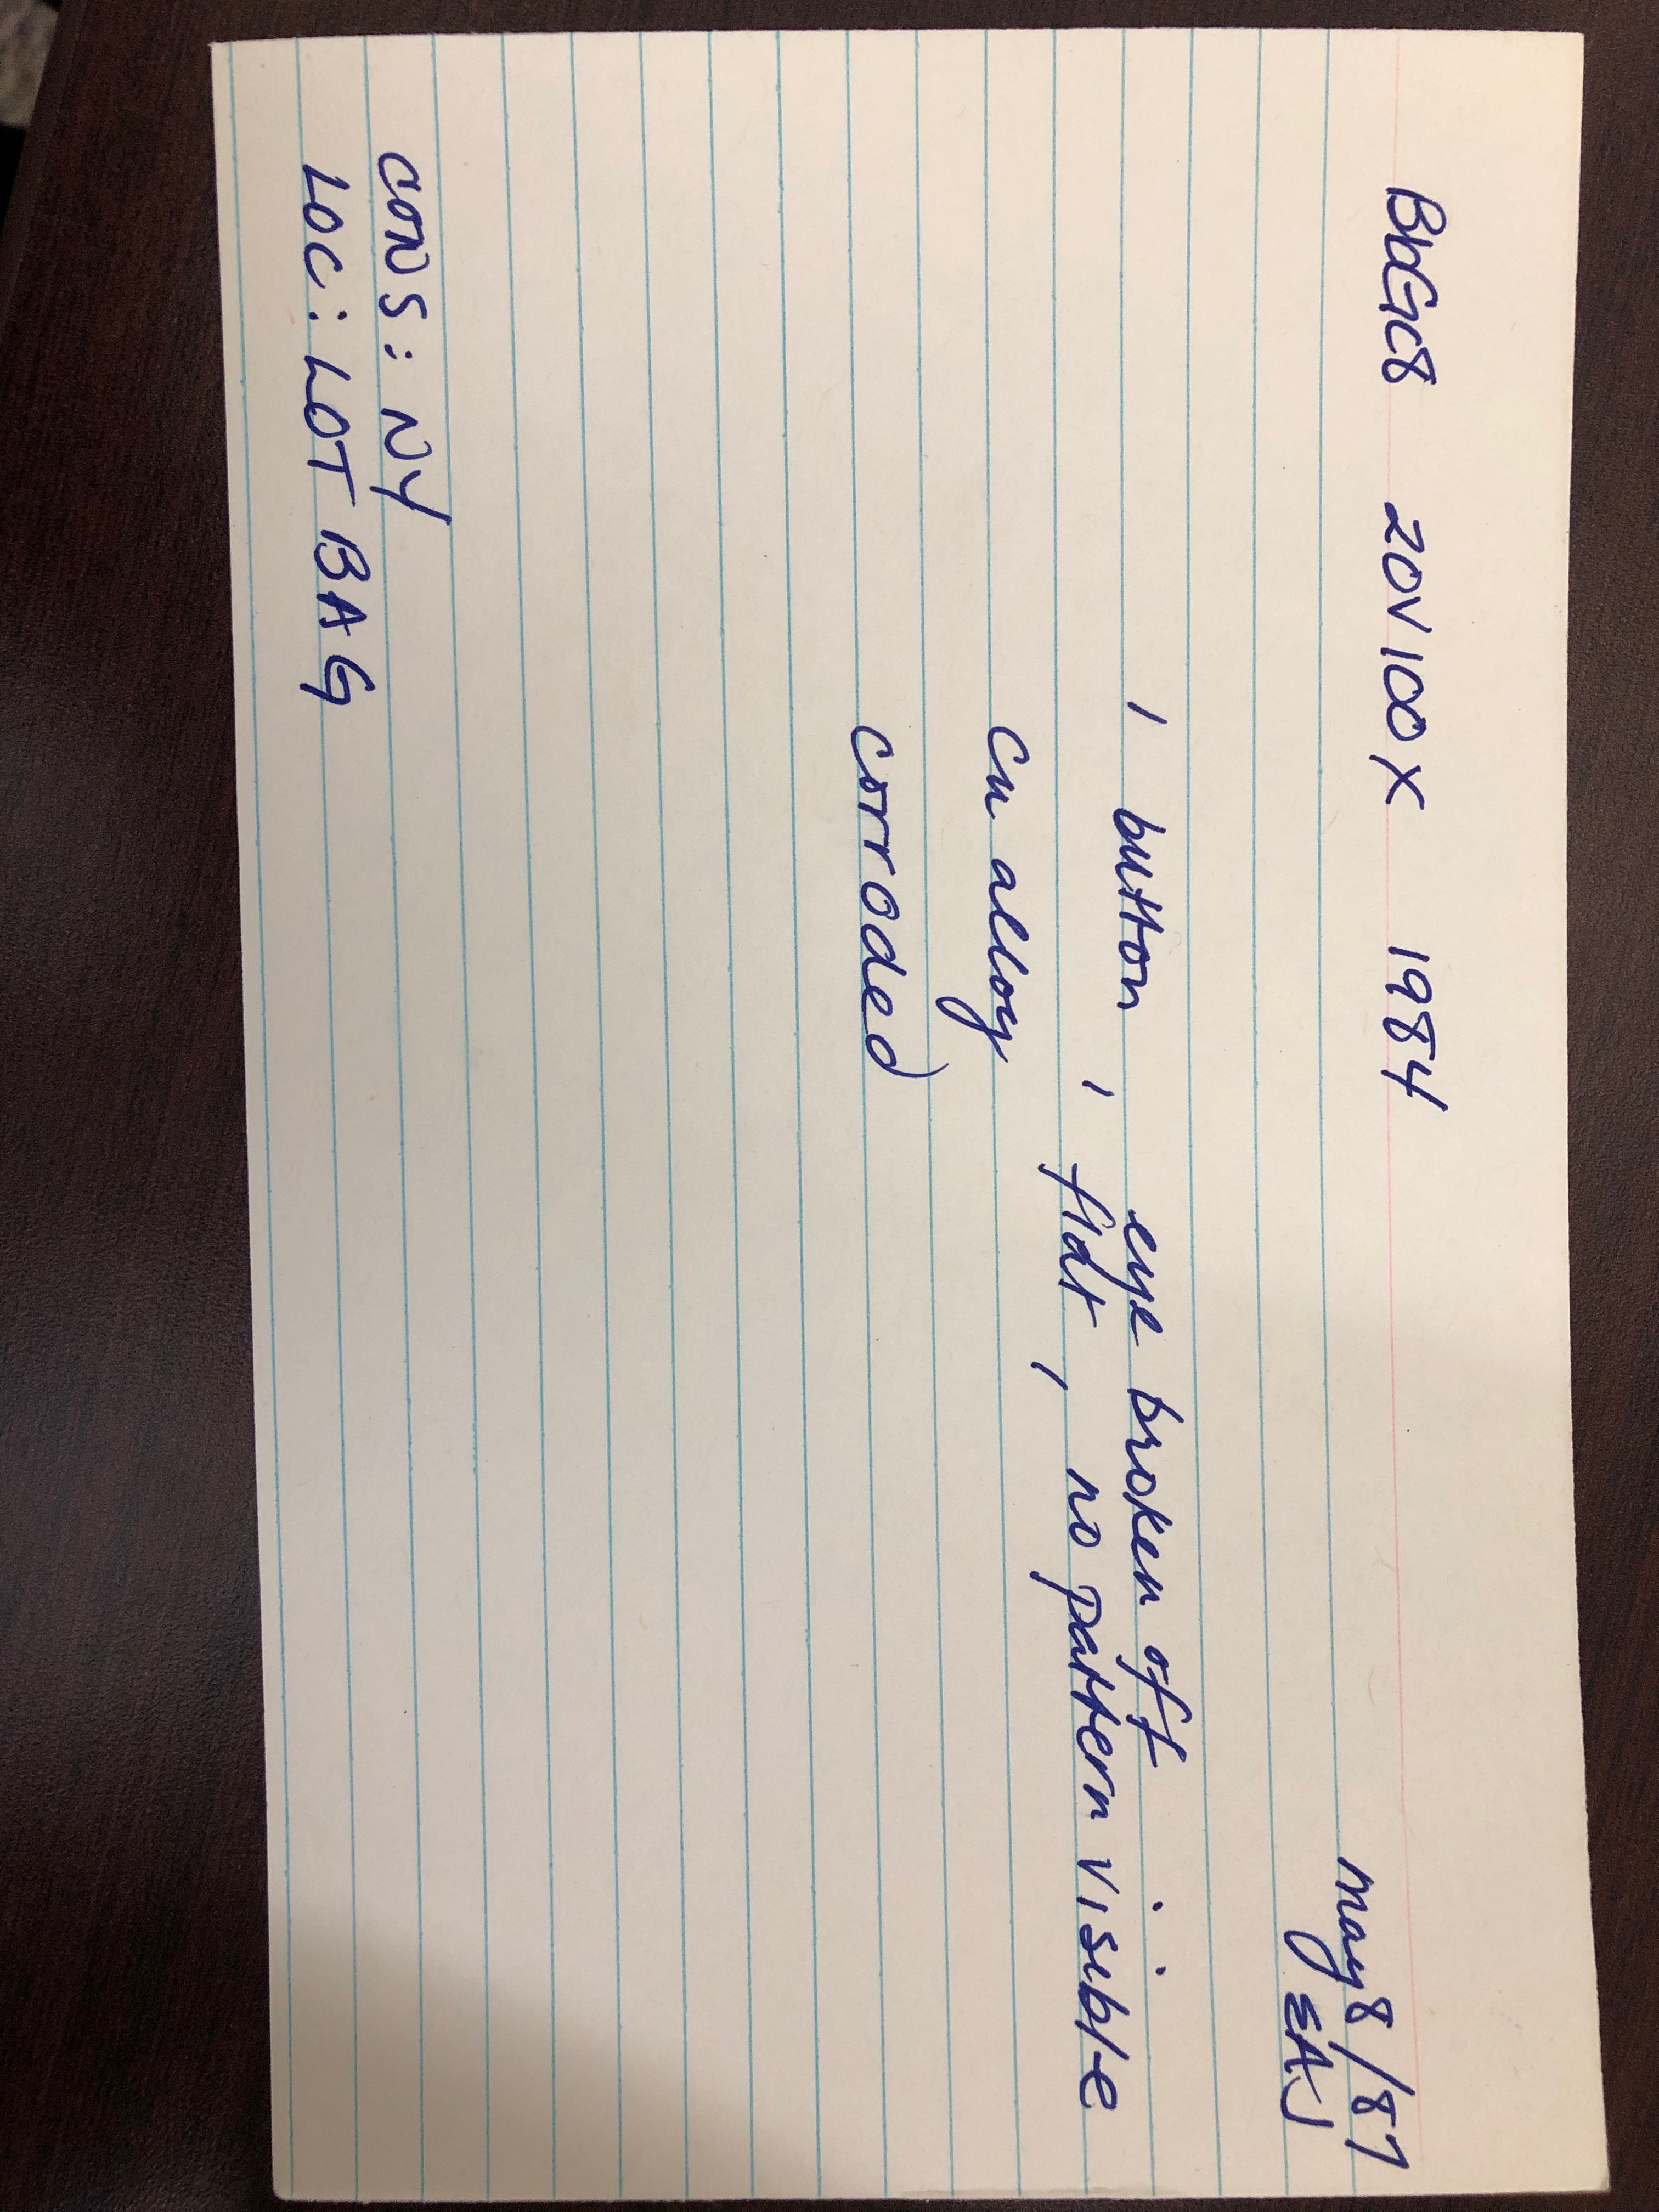 BbGc8 20V100X 1984
May 8/87
EAJ
1 button, eye broken off
flat, no pattern visible
Cu alloy
corroded
CONS: NY
LOC: LOT BAG